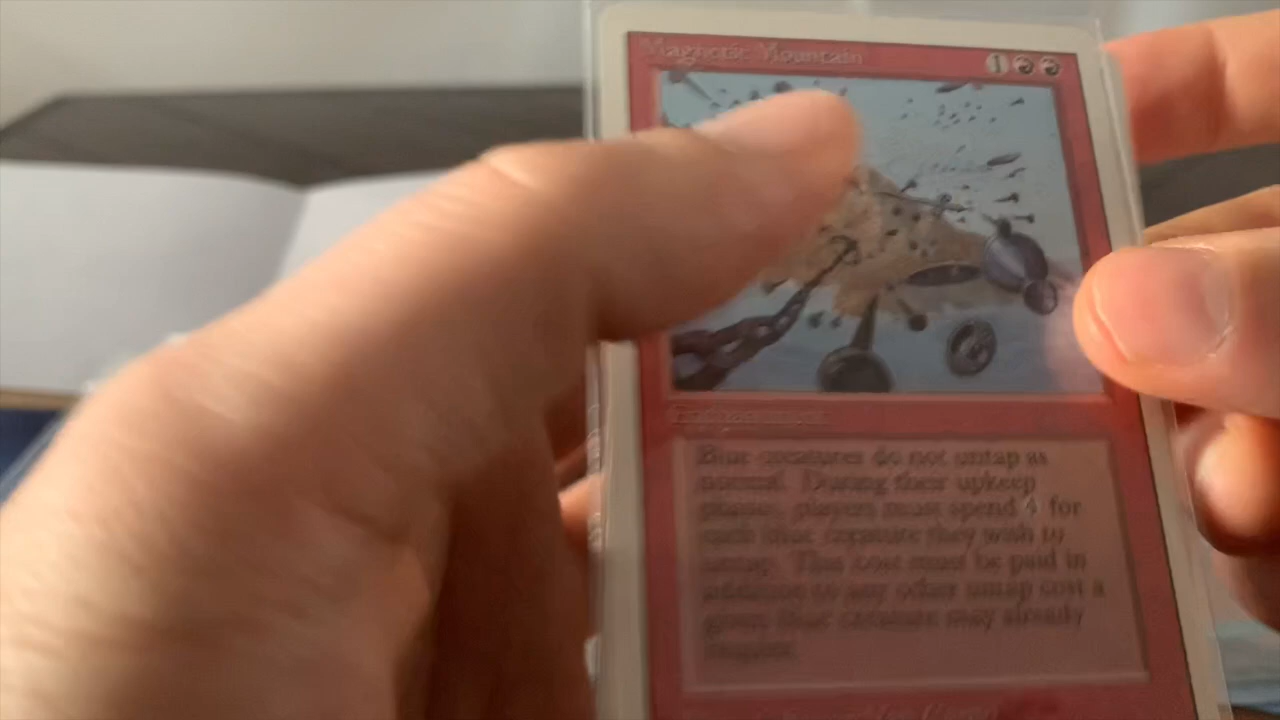 Magnetic Mountain 1
Enchantment
Blue creatures do not untap as
normal. During their upkeep
phases, players must spend 4 for
each blue creature they wish to
untap. This cost must be paid in
addition to any other untap cost a
given blue creature may already
require.